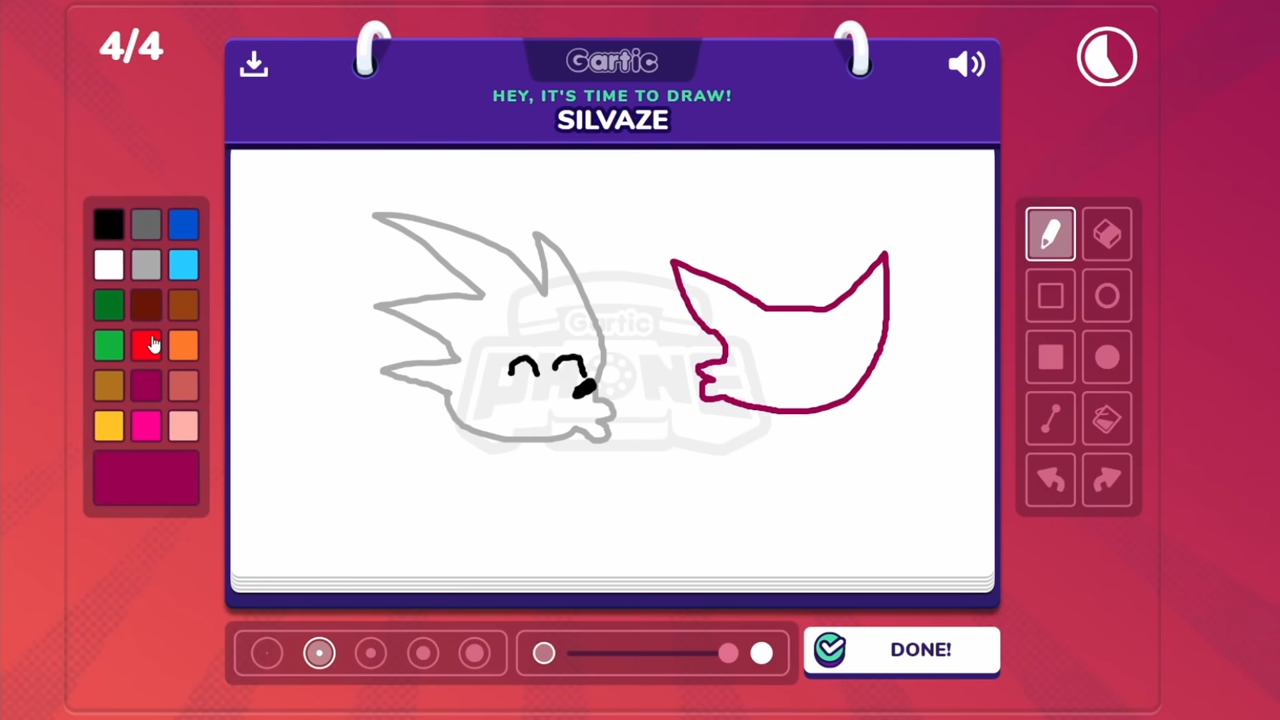 4/4
Gartic
HEY, IT'S TIME TO DRAW!
SILVAZE
Gartic
PHONE
DONE!